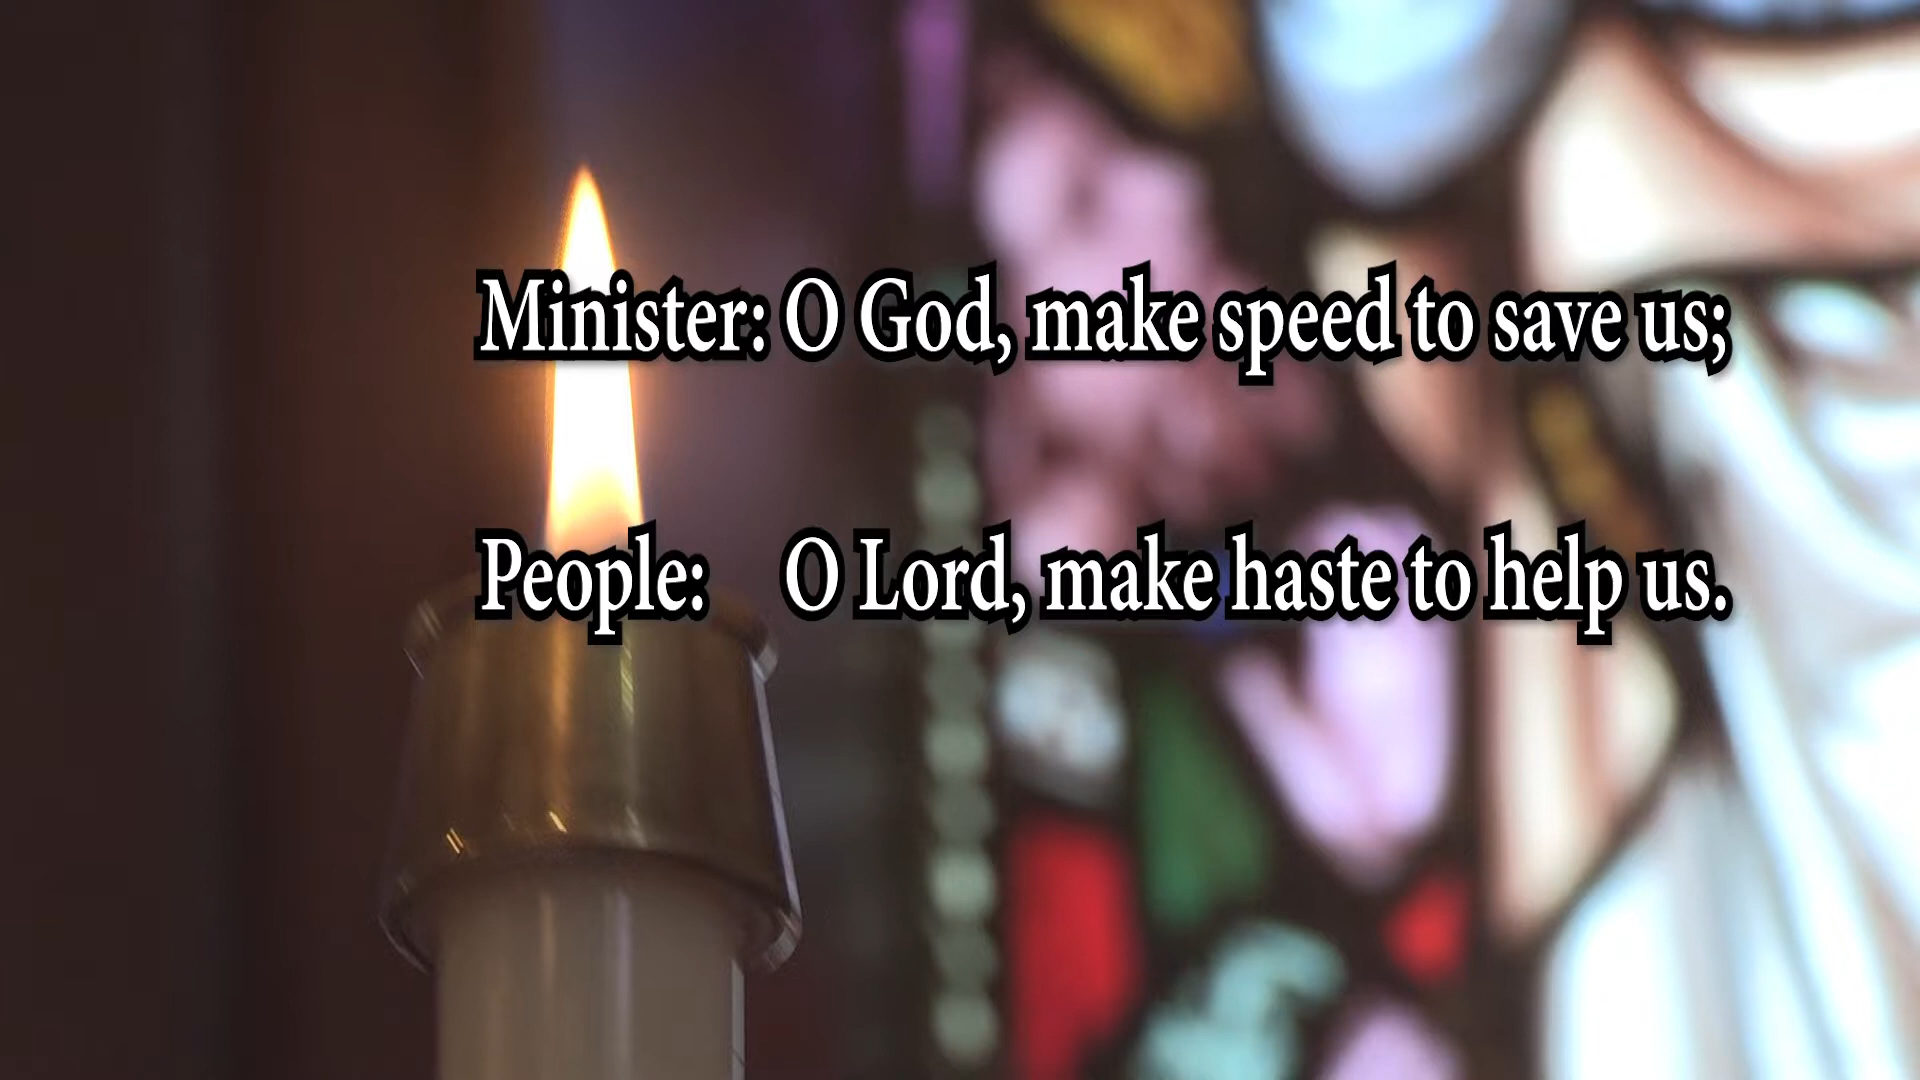 Minister: O God, make speed to save us;
People: O Lord, make haste to help us.